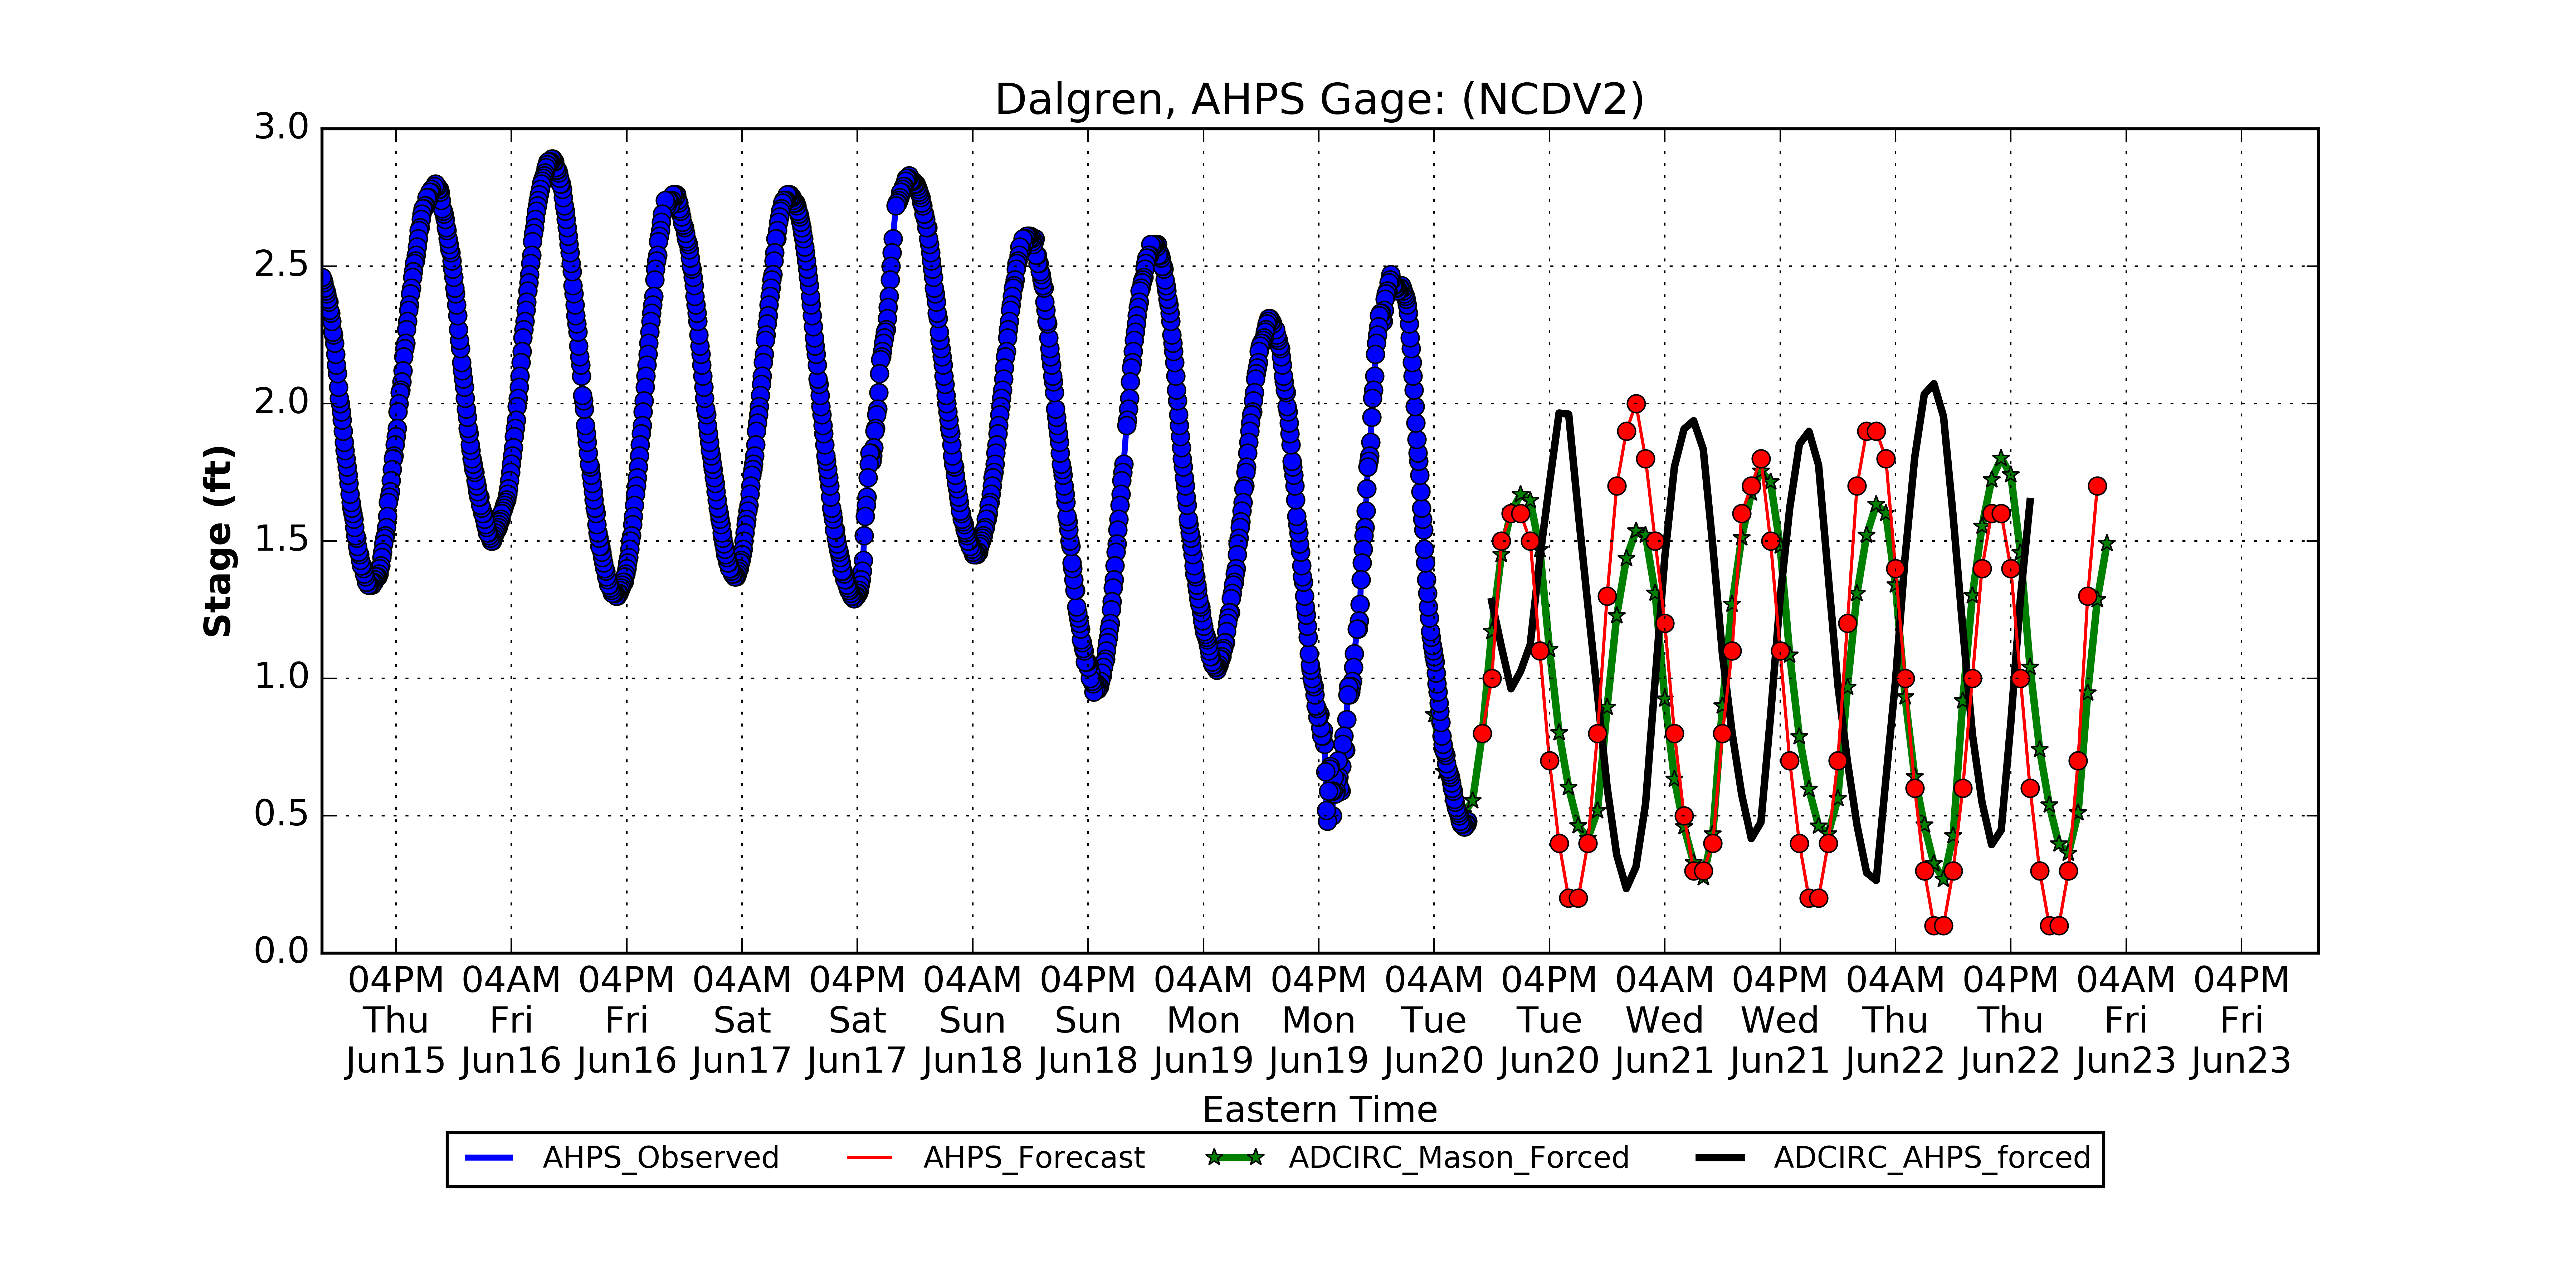 Dalgren, AHPS Gage: (NCDV2)
Stage (ft)
3.0
2.5
2.0
1.5
1.0
0.5
0.0
04PM 04AM 04PM 04AM 04PM 04AM 04PM 04AM 04PM 04AM 04PM 04AM 04PM 04AM 04PM 04AM 04PM
Thu Fri Fri Sat Sat Sun Sun Mon Mon Tue Tue Wed Wed Thu Thu Fri Fri
Jun15 Jun16 Jun16 Jun17 Jun17 Jun18 Jun18 Jun19 Jun19 Jun20 Jun20 Jun21 Jun21 Jun22 Jun22 Jun23 Jun23
Eastern Time
AHPS_Observed AHPS_Forecast ADCIRC_Mason_Forced ADCIRC_AHPS_forced